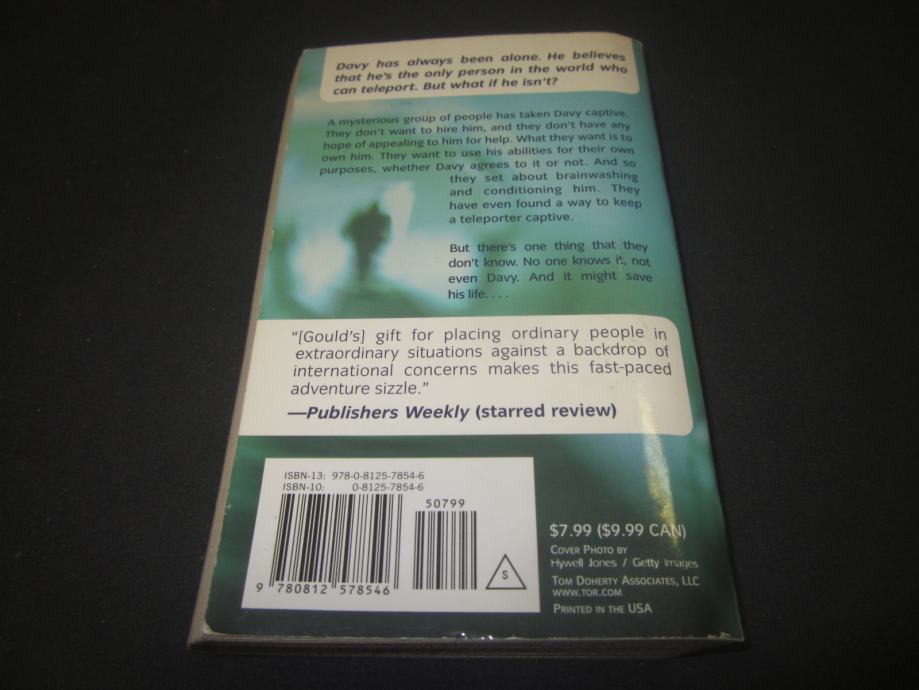 Davy has always been alone. He believes
that he's the only person in the world who
can teleport. But what if he isn't?
A mysterious group of people has taken Davy captive.
They don't want to hire him, and they don't have any
hope of appealing to him for help. What they want is to
own him. They want to use his abilities for their own
purposes, whether Davy agrees to it or not. And so
they set about brainwashing
and conditioning him. They
have even found a way to keep
a teleporter captive.
But there's one thing that they
don't know. No one knows it, not
even Davy. And it might save
his life. . . .
"[Gould's] gift for placing ordinary people in
extraordinary situations against a backdrop of
international concerns makes this fast-paced
adventure sizzle."
—Publishers Weekly (starred review)
ISBN-13: 978-0-8125-7854-6
ISBN-10: 0-8125-7854-6
50799
9 780812 578546
S
$7.99 ($9.99 CAN)
COVER PHOTO BY
Hywell Jones / Getty Images
TOM DOHERTY ASSOCIATES, LLC
WWW.TOR.COM
PRINTED IN THE USA